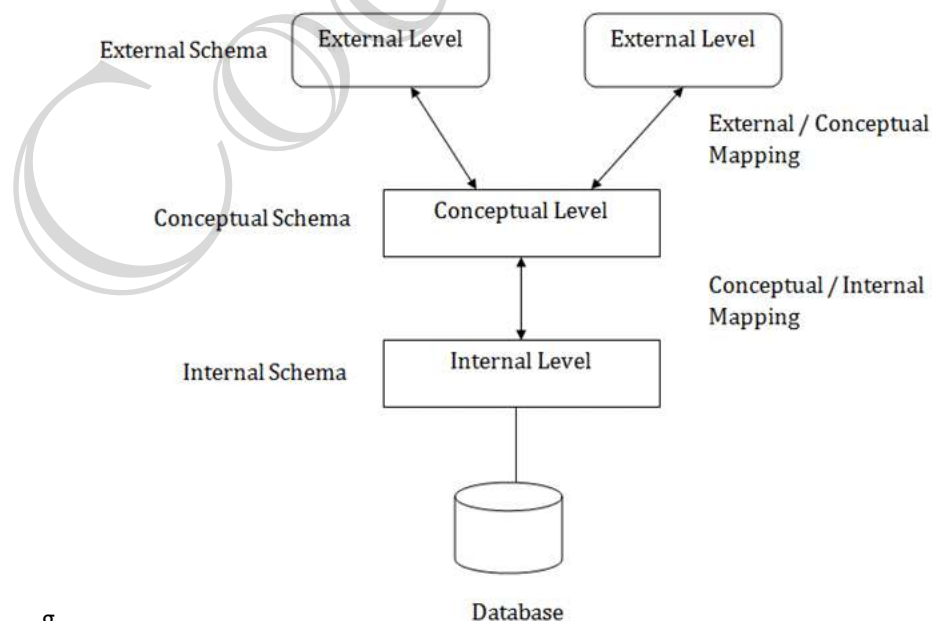 External Schema
External Level
External Level
External / Conceptual
Mapping
Conceptual Schema
Conceptual Level
Conceptual / Internal
Mapping
Internal Schema
Internal Level
Database